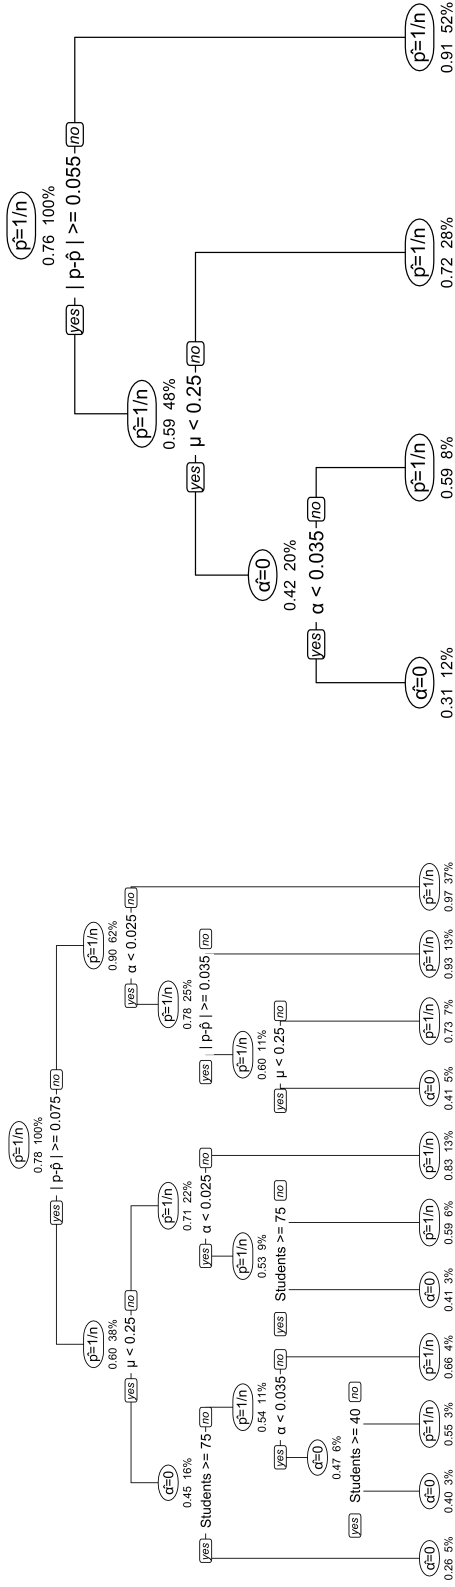 p̂=1/n
0.78 100%
yes | p-p̂ | >= 0.075 no
p̂=1/n
0.60 38%
yes μ < 0.25 no
α̂=0
0.45 16%
yes Students >= 75 no
p̂=1/n
0.54 11%
yes α < 0.035 no
α̂=0
0.47 6%
yes Students >= 40 no
p̂=1/n
0.71 22%
yes α < 0.025 no
p̂=1/n
0.53 9%
yes Students >= 75 no
p̂=1/n
0.90 62%
yes α < 0.025 no
p̂=1/n
0.78 25%
yes | p-p̂ | >= 0.035 no
p̂=1/n
0.60 11%
yes μ < 0.25 no
α̂=0
0.26 5%
α̂=0
0.40 3%
p̂=1/n
0.55 3%
p̂=1/n
0.66 4%
α̂=0
0.41 3%
p̂=1/n
0.59 6%
p̂=1/n
0.83 13%
α̂=0
0.41 5%
p̂=1/n
0.73 7%
p̂=1/n
0.93 13%
p̂=1/n
0.97 37%
p̂=1/n
0.76 100%
yes | p-p̂ | >= 0.055 no
p̂=1/n
0.59 48%
yes μ < 0.25 no
α̂=0
0.42 20%
yes α < 0.035 no
α̂=0
0.31 12%
p̂=1/n
0.59 8%
p̂=1/n
0.72 28%
p̂=1/n
0.91 52%